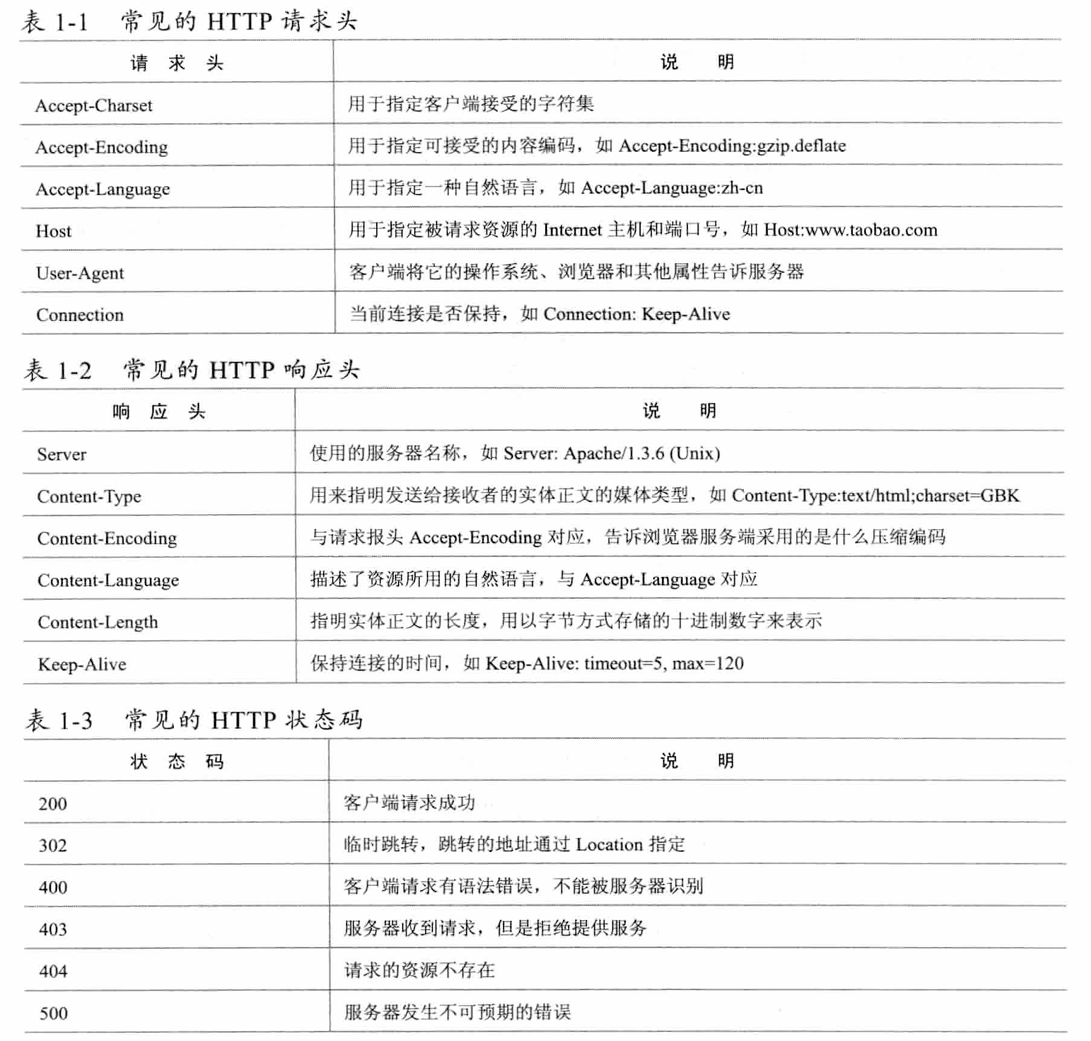 表 1-1 常见的 HTTP 请求头
请 求 头 说 明
Accept-Charset 用于指定客户端接受的字符集
Accept-Encoding 用于指定可接受的内容编码，如 Accept-Encoding:gzip.deflate
Accept-Language 用于指定一种自然语言，如 Accept-Language:zh-cn
Host 用于指定被请求资源的 Internet 主机和端口号，如 Host:www.taobao.com
User-Agent 客户端将它的操作系统、浏览器和其他属性告诉服务器
Connection 当前连接是否保持，如 Connection: Keep-Alive
表 1-2 常见的 HTTP 响应头
响 应 头 说 明
Server 使用的服务器名称，如 Server: Apache/1.3.6 (Unix)
Content-Type 用来指明发送给接收者的实体正文的媒体类型，如 Content-Type:text/html;charset=GBK
Content-Encoding 与请求报头 Accept-Encoding 对应，告诉浏览器服务端采用的是什么压缩编码
Content-Language 描述了资源所用的自然语言，与 Accept-Language 对应
Content-Length 指明实体正文的长度，用以字节方式存储的十进制数字来表示
Keep-Alive 保持连接的时间，如 Keep-Alive: timeout=5, max=120
表 1-3 常见的 HTTP 状态码
状 态 码 说 明
200 客户端请求成功
302 临时跳转，跳转的地址通过 Location 指定
400 客户端请求有语法错误，不能被服务器识别
403 服务器收到请求，但是拒绝提供服务
404 请求的资源不存在
500 服务器发生不可预期的错误